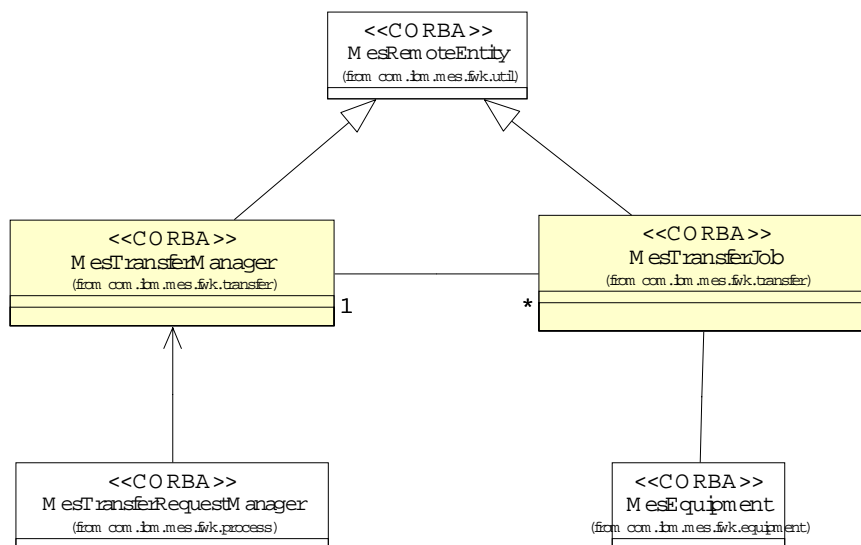 <<CORBA>>
MesRemoteEntity
(from com.ibm.mes.fwk.util)
<<CORBA>>
MesTransferManager
(from com.ibm.mes.fwk.transfer)
<<CORBA>>
MesTransferJob
(from com.ibm.mes.fwk.transfer)
1
*
<<CORBA>>
MesTransferRequestManager
(from com.ibm.mes.fwk.process)
<<CORBA>>
MesEquipment
(from com.ibm.mes.fwk.equipment)